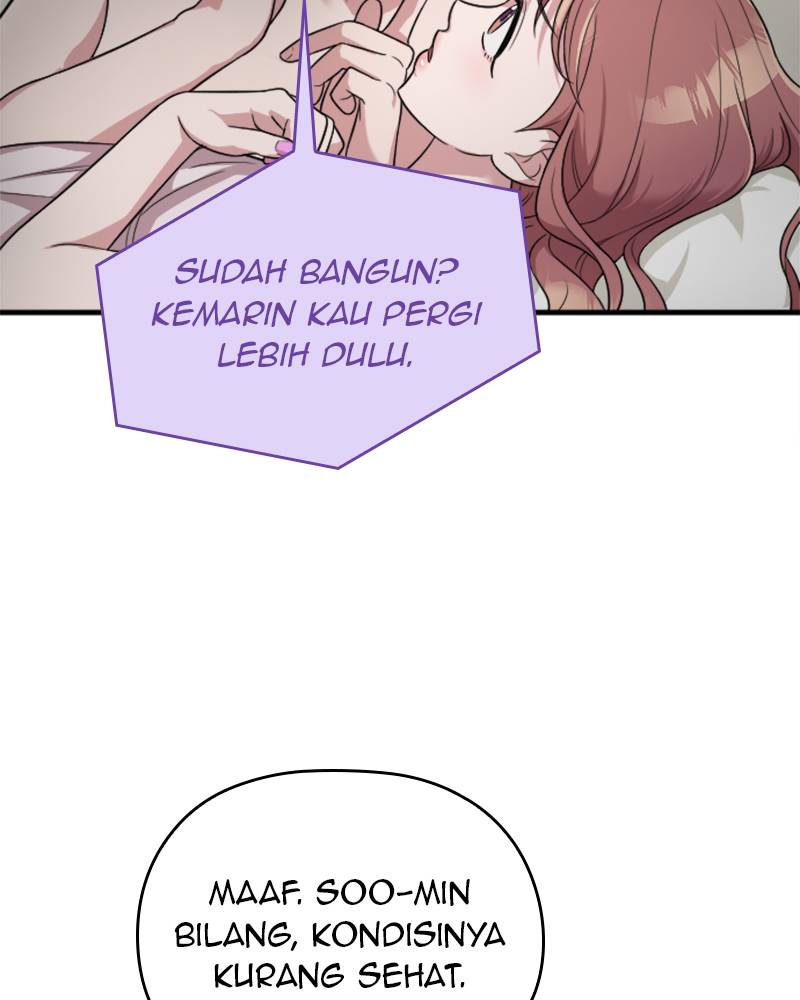 SUDAH BANGUN?
KEMARIN KAU PERGI
LEBIH DULU.
MAAF. SOO-MIN
BILANG, KONDISINYA
KURANG SEHAT.